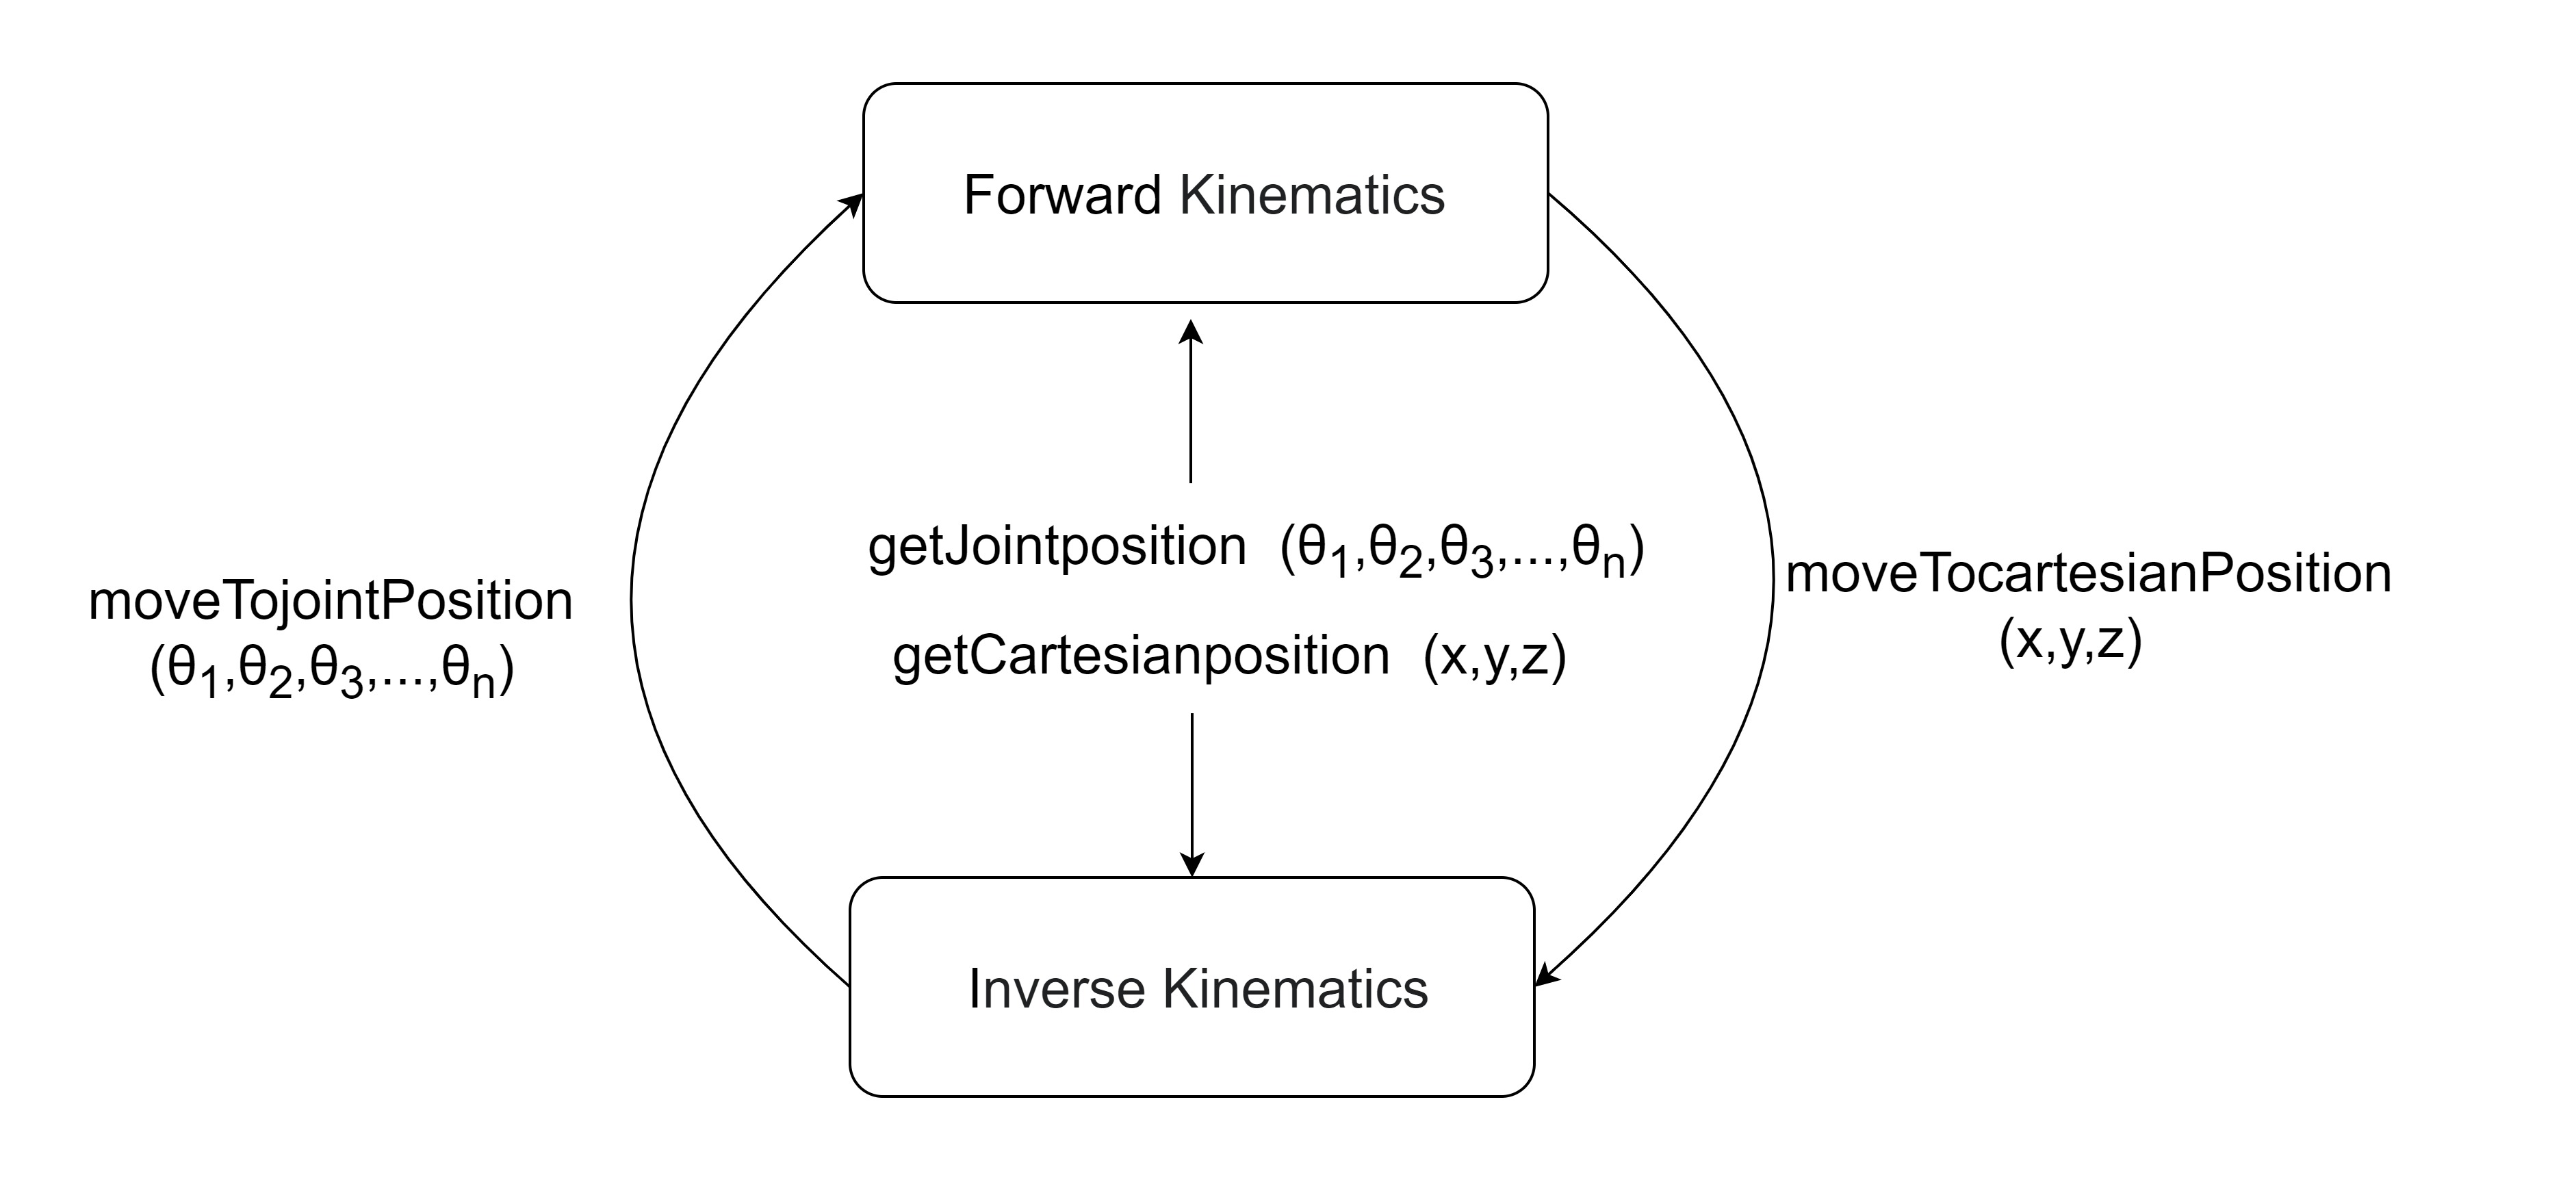 Forward Kinematics
getJointposition (θ₁,θ₂,θ₃,...,θₙ)
getCartesianposition (x,y,z)
moveTojointPosition
(θ₁,θ₂,θ₃,...,θₙ)
moveTocartesianPosition
(x,y,z)
Inverse Kinematics